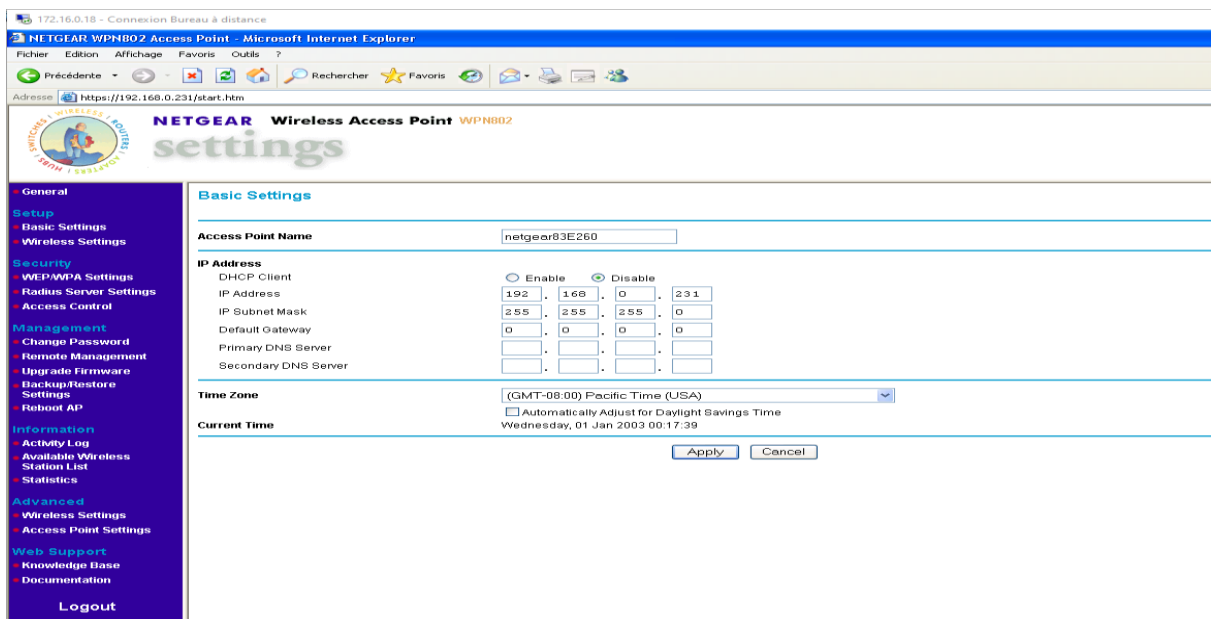 172.16.0.18 - Connexion Bureau à distance
NETGEAR WPN802 Access Point - Microsoft Internet Explorer
Fichier Edition Affichage Favoris Outils ?
Précédente Rechercher Favoris
Adresse https://192.168.0.231/start.htm
SWITCHES | WIRELESS | ROUTERS | ADAPTERS | HUBS |
NETGEAR Wireless Access Point WPN802
settings
General
Setup
Basic Settings
Wireless Settings
Security
WEP/WPA Settings
Radius Server Settings
Access Control
Management
Change Password
Remote Management
Upgrade Firmware
Backup/Restore
Settings
Reboot AP
Information
Activity Log
Available Wireless
Station List
Statistics
Advanced
Wireless Settings
Access Point Settings
Web Support
Knowledge Base
Documentation
Logout
Basic Settings
Access Point Name netgear83E260
IP Address
DHCP Client Enable Disable
IP Address 192 . 168 . 0 . 231
IP Subnet Mask 255 . 255 . 255 . 0
Default Gateway 0 . 0 . 0 . 0
Primary DNS Server . . .
Secondary DNS Server . . .
Time Zone (GMT-08:00) Pacific Time (USA)
Automatically Adjust for Daylight Savings Time
Current Time Wednesday, 01 Jan 2003 00:17:39
Apply Cancel